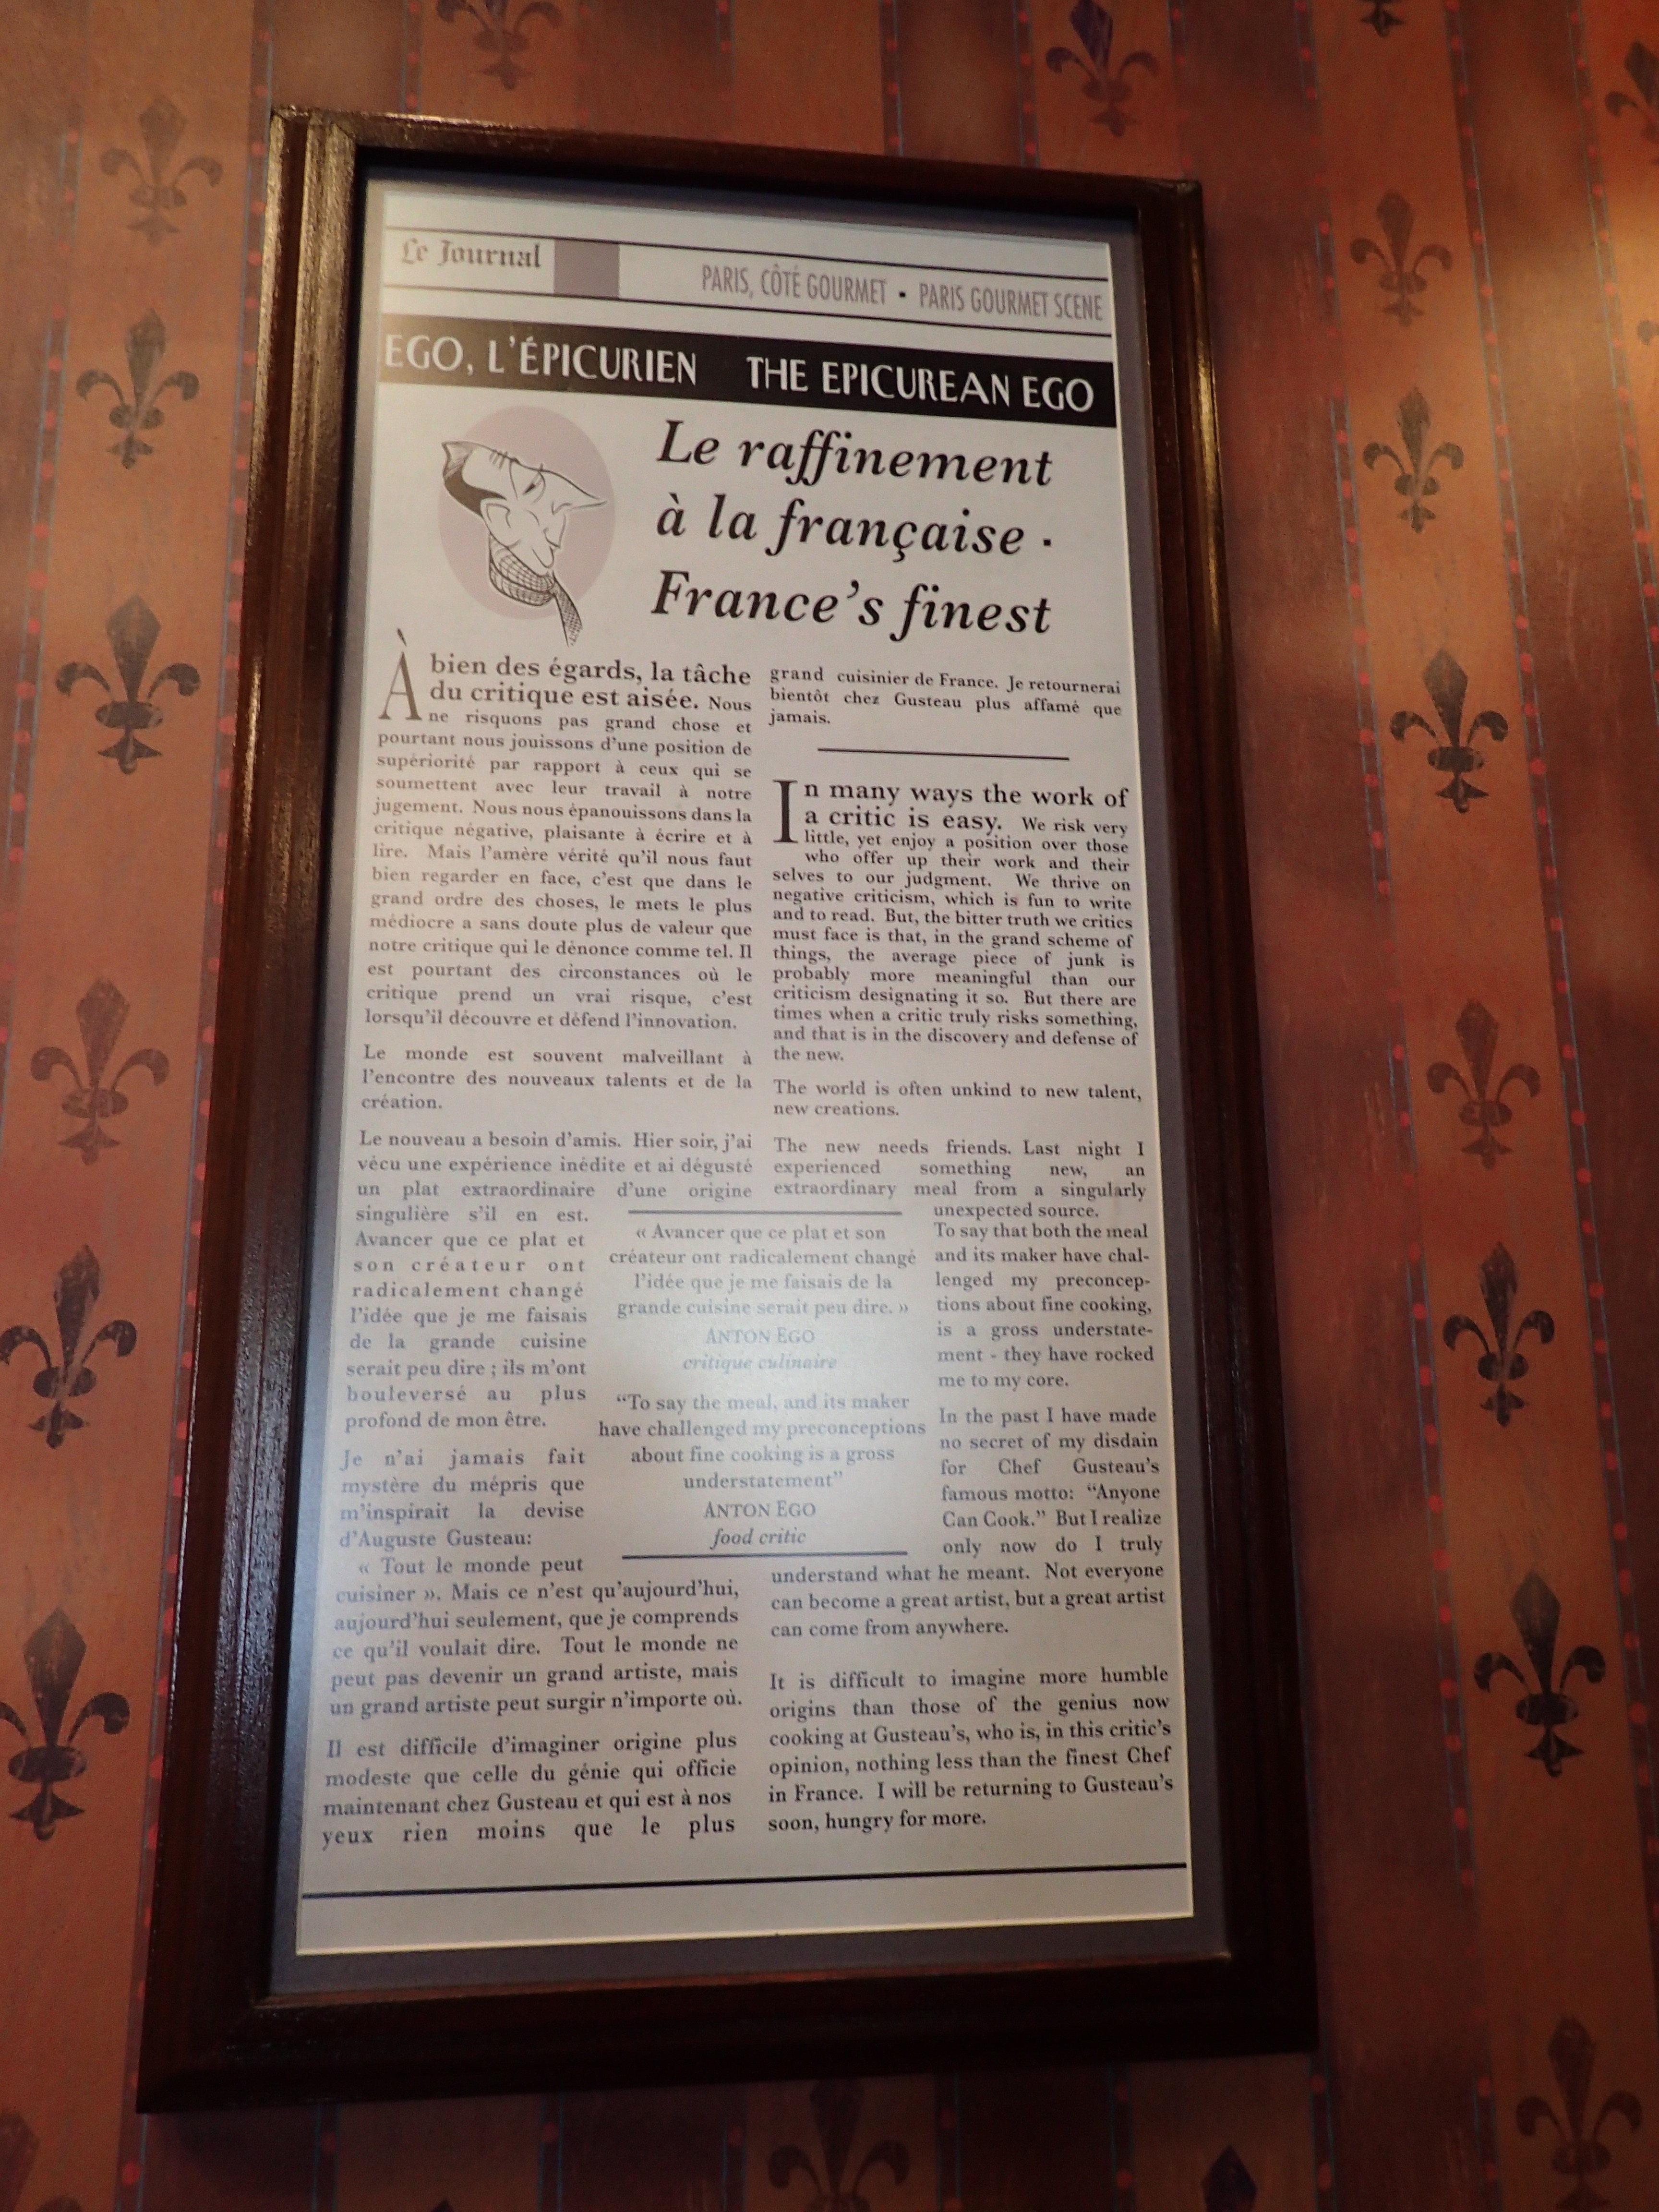 Le Journal
PARIS, CÔTÉ GOURMET • PARIS GOURMET SCENE
EGO, L'ÉPICURIEN THE EPICUREAN EGO
Le raffinement
à la française ·
France's finest
À bien des égards, la tâche
du critique est aisée. Nous
ne risquons pas grand chose et
pourtant nous jouissons d'une position de
supériorité par rapport à ceux qui se
soumettent avec leur travail à notre
jugement. Nous nous épanouissons dans la
critique négative, plaisante à écrire et à
lire. Mais l'amère vérité qu'il nous faut
bien regarder en face, c'est que dans le
grand ordre des choses, le mets le plus
médiocre a sans doute plus de valeur que
notre critique qui le dénonce comme tel. Il
est pourtant des circonstances où le
critique prend un vrai risque, c'est
lorsqu'il découvre et défend l'innovation.
Le monde est souvent malveillant à
l'encontre des nouveaux talents et de la
création.
Le nouveau a besoin d'amis. Hier soir, j'ai
vécu une expérience inédite et ai dégusté
un plat extraordinaire d'une origine
singulière s'il en est.
Avancer que ce plat et
son créateur ont
radicalement changé
l'idée que je me faisais
de la grande cuisine
serait peu dire ; ils m'ont
bouleversé au plus
profond de mon être.
Je n'ai jamais fait
mystère du mépris que
m'inspirait la devise
d'Auguste Gusteau:
« Tout le monde peut
cuisiner ». Mais ce n'est qu'aujourd'hui,
aujourd'hui seulement, que je comprends
ce qu'il voulait dire. Tout le monde ne
peut pas devenir un grand artiste, mais
un grand artiste peut surgir n'importe où.
Il est difficile d'imaginer origine plus
modeste que celle du génie qui officie
maintenant chez Gusteau et qui est à nos
yeux rien moins que le plus
grand cuisinier de France. Je retournerai
bientôt chez Gusteau plus affamé que
jamais.
« Avancer que ce plat et son
créateur ont radicalement changé
l'idée que je me faisais de la
grande cuisine serait peu dire. »
ANTON EGO
critique culinaire
"To say the meal, and its maker
have challenged my preconceptions
about fine cooking is a gross
understatement"
ANTON EGO
food critic
In many ways the work of
a critic is easy. We risk very
little, yet enjoy a position over those
who offer up their work and their
selves to our judgment. We thrive on
negative criticism, which is fun to write
and to read. But, the bitter truth we critics
must face is that, in the grand scheme of
things, the average piece of junk is
probably more meaningful than our
criticism designating it so. But there are
times when a critic truly risks something,
and that is in the discovery and defense of
the new.
The world is often unkind to new talent,
new creations.
The new needs friends. Last night I
experienced something new, an
extraordinary meal from a singularly
unexpected source.
To say that both the meal
and its maker have chal-
lenged my preconcep-
tions about fine cooking,
is a gross understate-
ment - they have rocked
me to my core.
In the past I have made
no secret of my disdain
for Chef Gusteau's
famous motto: "Anyone
Can Cook." But I realize
only now do I truly
understand what he meant. Not everyone
can become a great artist, but a great artist
can come from anywhere.
It is difficult to imagine more humble
origins than those of the genius now
cooking at Gusteau's, who is, in this critic's
opinion, nothing less than the finest Chef
in France. I will be returning to Gusteau's
soon, hungry for more.